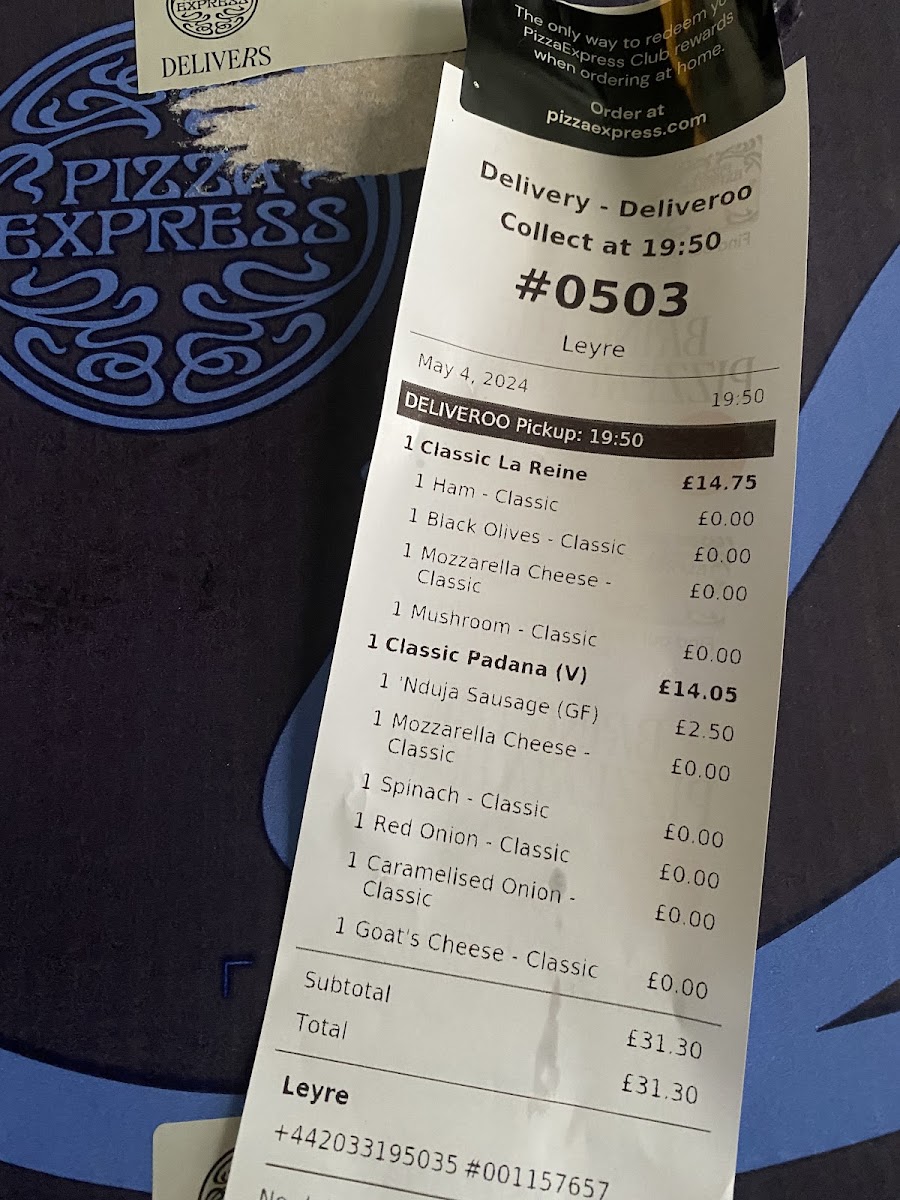 EXPRESS
DELIVERS
PIZZA
EXPRESS
The only way to redeem
PizzaExpress Club rewards
when ordering at home.
Order at
pizzaexpress.com
Delivery - Deliveroo
Collect at 19:50
#0503
Leyre
May 4, 2024 19:50
DELIVEROO Pickup: 19:50
1 Classic La Reine £14.75
1 Ham - Classic £0.00
1 Black Olives - Classic £0.00
1 Mozzarella Cheese -
Classic £0.00
1 Mushroom - Classic £0.00
1 Classic Padana (V) £14.05
1 'Nduja Sausage (GF) £2.50
1 Mozzarella Cheese -
Classic £0.00
1 Spinach - Classic £0.00
1 Red Onion - Classic £0.00
1 Caramelised Onion -
Classic £0.00
1 Goat's Cheese - Classic £0.00
Subtotal £31.30
Total £31.30
Leyre
+442033195035 #001157657